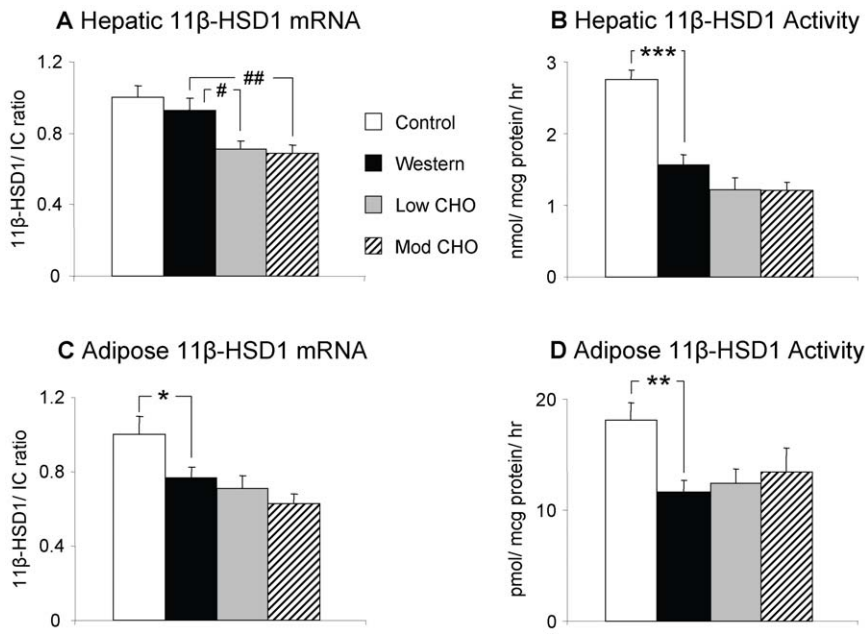 A Hepatic 11β-HSD1 mRNA
11β-HSD1/ IC ratio
1.2
0.8
0.4
0
#
##
Control
Western
Low CHO
Mod CHO
B Hepatic 11β-HSD1 Activity
nmol/ mcg protein/ hr
3
2
1
0
***
C Adipose 11β-HSD1 mRNA
11β-HSD1/ IC ratio
1.2
0.8
0.4
0
*
D Adipose 11β-HSD1 Activity
pmol/ mcg protein/ hr
20
10
0
**